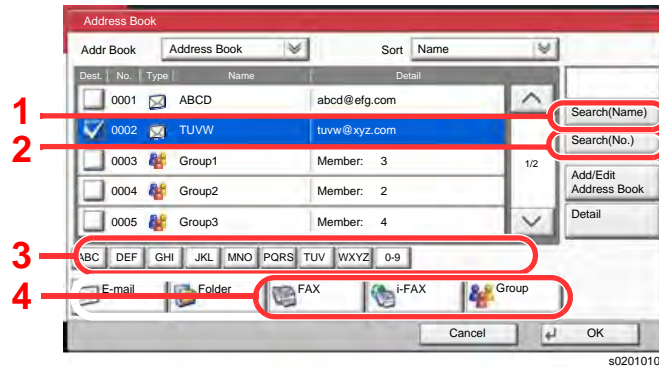 Address Book
Addr Book Address Book Sort Name
Dest. No. Type Name Detail
0001 ABCD abcd@efg.com
1 Search(Name)
0002 TUVW tuvw@xyz.com
2 Search(No.)
0003 Group1 Member: 3 1/2
Add/Edit
Address Book
0004 Group2 Member: 2
0005 Group3 Member: 4 Detail
3 ABC DEF GHI JKL MNO PQRS TUV WXYZ 0-9
4 E-mail Folder FAX i-FAX Group
Cancel OK
s0201010